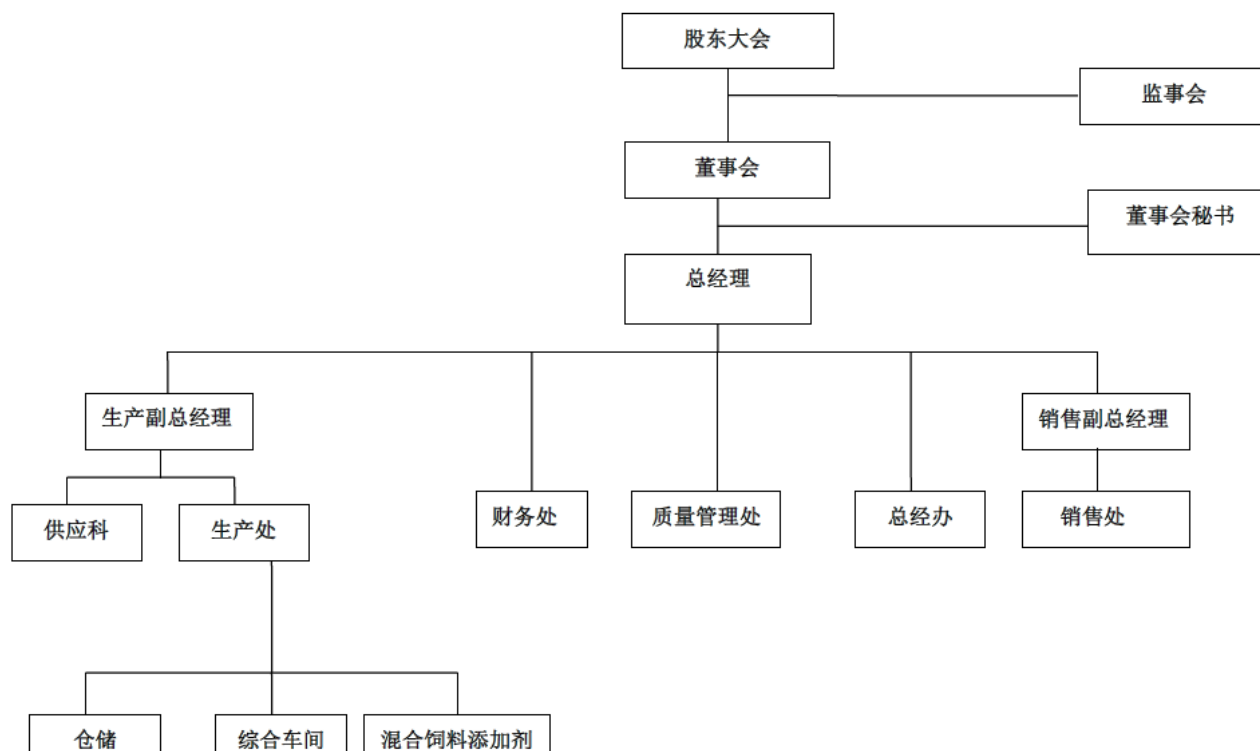 股东大会
监事会
董事会
董事会秘书
总经理
生产副总经理
销售副总经理
供应科
生产处
财务处
质量管理处
总经办
销售处
仓储
综合车间
混合饲料添加剂